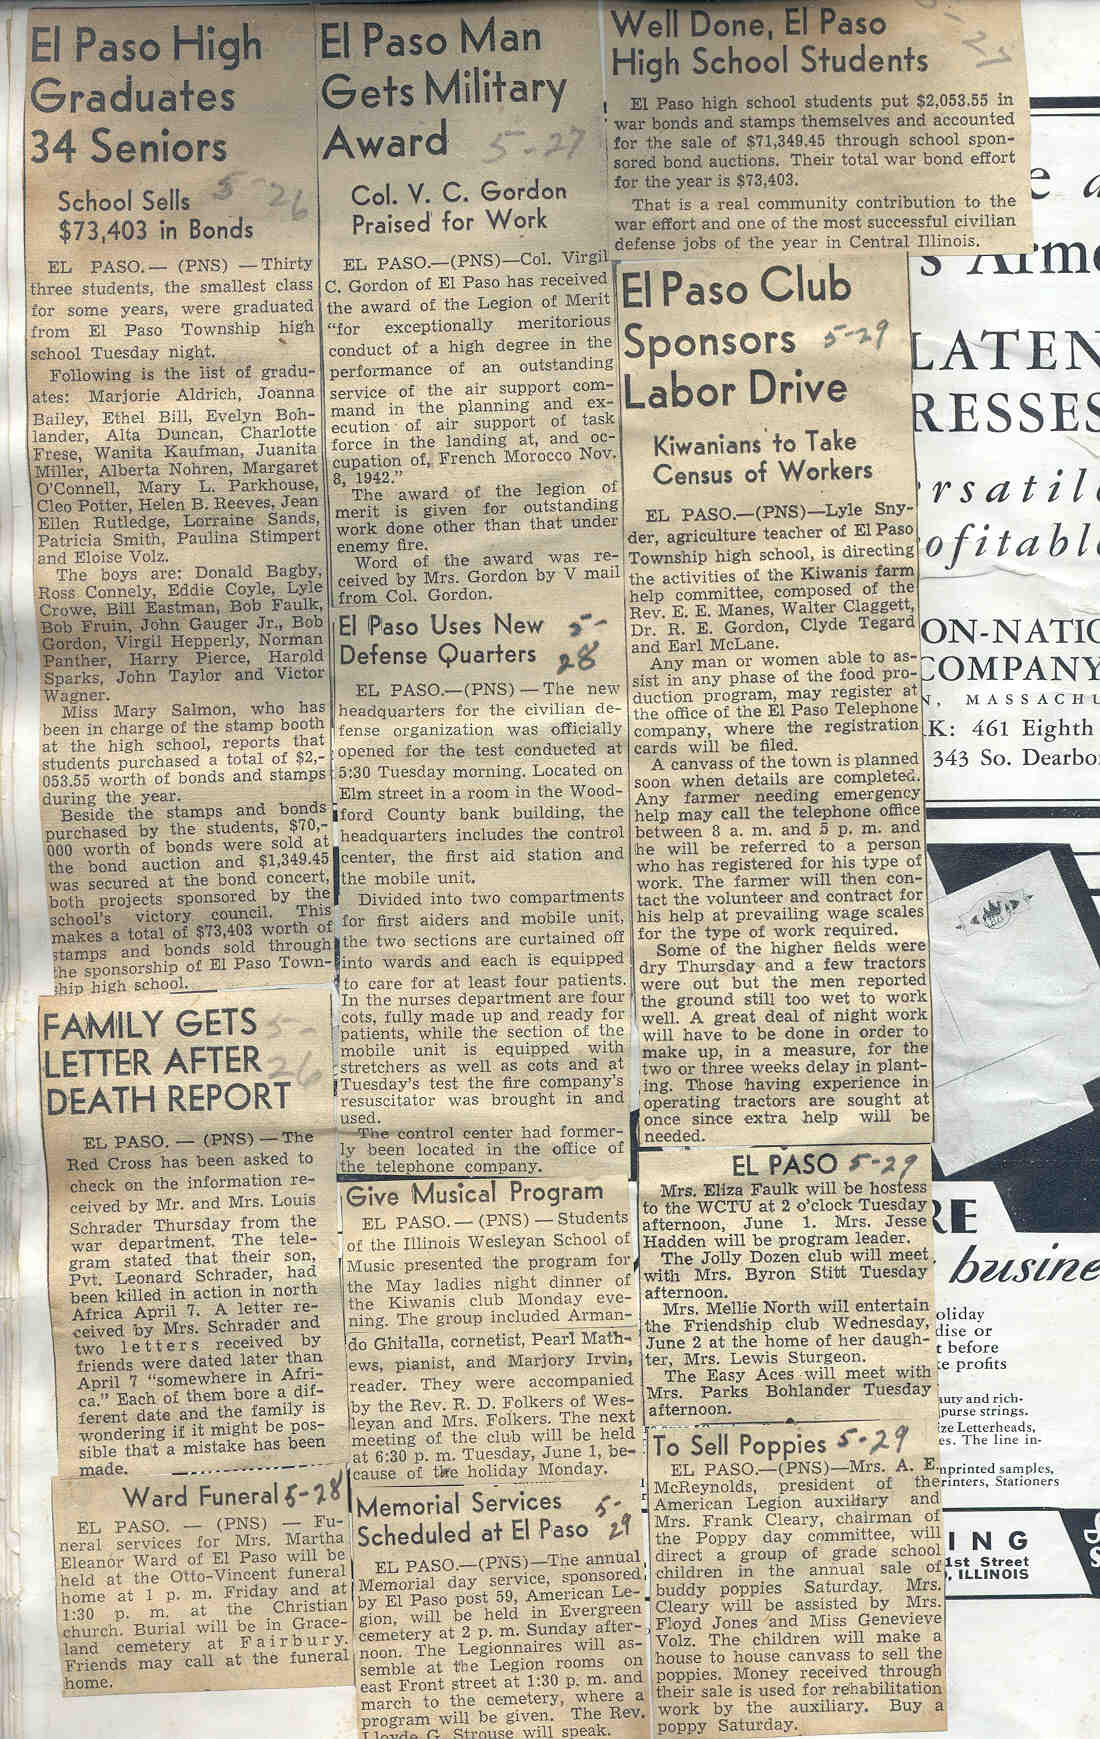 El Paso High
Graduates
34 Seniors
5-26
School Sells
$73,403 in Bonds
EL PASO.— (PNS) —Thirty
three students, the smallest class
for some years, were graduated
from El Paso Township high
school Tuesday night.
Following is the list of gradu-
ates: Marjorie Aldrich, Joanna
Bailey, Ethel Bill, Evelyn Boh-
lander, Alta Duncan, Charlotte
Frese, Wanita Kaufman, Juanita
Miller, Alberta Nohren, Margaret
O'Connell, Mary L. Parkhouse,
Cleo Potter, Helen B. Reeves, Jean
Ellen Rutledge, Lorraine Sands,
Patricia Smith, Paulina Stimpert
and Eloise Volz.
The boys are: Donald Bagby,
Ross Connely, Eddie Coyle, Lyle
Crowe, Bill Eastman, Bob Faulk,
Bob Fruin, John Gauger Jr., Bob
Gordon, Virgil Hepperly, Norman
Panther, Harry Pierce, Harold
Sparks, John Taylor and Victor
Wagner.
Miss Mary Salmon, who has
been in charge of the stamp booth
at the high school, reports that
students purchased a total of $2,-
053.55 worth of bonds and stamps
during the year.
Beside the stamps and bonds
purchased by the students, $70,-
000 worth of bonds were sold at
the bond auction and $1,349.45
was secured at the bond concert,
both projects sponsored by the
school's victory council. This
makes a total of $73,403 worth of
stamps and bonds sold through
the sponsorship of El Paso Town-
ship high school.
FAMILY GETS
LETTER AFTER
DEATH REPORT
5-26
EL PASO. — (PNS) — The
Red Cross has been asked to
check on the information re-
ceived by Mr. and Mrs. Louis
Schrader Thursday from the
war department. The tele-
gram stated that their son,
Pvt. Leonard Schrader, had
been killed in action in north
Africa April 7. A letter re-
ceived by Mrs. Schrader and
two letters received by
friends were dated later than
April 7 "somewhere in Afri-
ca." Each of them bore a dif-
ferent date and the family is
wondering if it might be pos-
sible that a mistake has been
made.
Ward Funeral 5-28
EL PASO. — (PNS) — Fu-
neral services for Mrs. Martha
Eleanor Ward of El Paso will be
held at the Otto-Vincent funeral
home at 1 p. m. Friday and at
1:30 p. m. at the Christian
church. Burial will be in Grace-
land cemetery at Fairbury.
Friends may call at the funeral
home.
El Paso Man
Gets Military
Award 5-27
Col. V. C. Gordon
Praised for Work
EL PASO.—(PNS)—Col. Virgil
C. Gordon of El Paso has received
the award of the Legion of Merit
"for exceptionally meritorious
conduct of a high degree in the
performance of an outstanding
service of the air support com-
mand in the planning and ex-
ecution of air support of task
force in the landing at, and oc-
cupation of, French Morocco Nov.
8, 1942."
The award of the legion of
merit is given for outstanding
work done other than that under
enemy fire.
Word of the award was re-
ceived by Mrs. Gordon by V mail
from Col. Gordon.
El Paso Uses New
Defense Quarters
5-28
EL PASO.—(PNS) — The new
headquarters for the civilian de-
fense organization was officially
opened for the test conducted at
5:30 Tuesday morning. Located on
Elm street in a room in the Wood-
ford County bank building, the
headquarters includes the control
center, the first aid station and
the mobile unit.
Divided into two compartments
for first aiders and mobile unit,
the two sections are curtained off
into wards and each is equipped
to care for at least four patients.
In the nurses department are four
cots, fully made up and ready for
patients, while the section of the
mobile unit is equipped with
stretchers as well as cots and at
Tuesday's test the fire company's
resuscitator was brought in and
used.
The control center had former-
ly been located in the office of
the telephone company.
Give Musical Program
EL PASO. — (PNS) — Students
of the Illinois Wesleyan School of
Music presented the program for
the May ladies night dinner of
the Kiwanis club Monday eve-
ning. The group included Arman-
do Ghitalla, cornetist, Pearl Math-
ews, pianist, and Marjory Irvin,
reader. They were accompanied
by the Rev. R. D. Folkers of Wes-
leyan and Mrs. Folkers. The next
meeting of the club will be held
at 6:30 p. m. Tuesday, June 1, be-
cause of the holiday Monday.
Memorial Services
Scheduled at El Paso
5-29
EL PASO.—(PNS)—The annual
Memorial day service, sponsored
by El Paso post 59, American Le-
gion, will be held in Evergreen
cemetery at 2 p. m. Sunday after-
noon. The Legionnaires will as-
semble at the Legion rooms on
east Front street at 1:30 p. m. and
march to the cemetery, where a
program will be given. The Rev.
Lloyde G. Strouse will speak.
Well Done, El Paso
High School Students
5-27
El Paso high school students put $2,053.55 in
war bonds and stamps themselves and accounted
for the sale of $71,349.45 through school spon-
sored bond auctions. Their total war bond effort
for the year is $73,403.
That is a real community contribution to the
war effort and one of the most successful civilian
defense jobs of the year in Central Illinois.
El Paso Club
Sponsors 5-29
Labor Drive
Kiwanians to Take
Census of Workers
EL PASO.—(PNS)—Lyle Sny-
der, agriculture teacher of El Paso
Township high school, is directing
the activities of the Kiwanis farm
help committee, composed of the
Rev. E. E. Manes, Walter Claggett,
Dr. R. E. Gordon, Clyde Tegard
and Earl McLane.
Any man or women able to as-
sist in any phase of the food pro-
duction program, may register at
the office of the El Paso Telephone
company, where the registration
cards will be filed.
A canvass of the town is planned
soon when details are completed.
Any farmer needing emergency
help may call the telephone office
between 8 a. m. and 5 p. m. and
he will be referred to a person
who has registered for his type of
work. The farmer will then con-
tact the volunteer and contract for
his help at prevailing wage scales
for the type of work required.
Some of the higher fields were
dry Thursday and a few tractors
were out but the men reported
the ground still too wet to work
well. A great deal of night work
will have to be done in order to
make up, in a measure, for the
two or three weeks delay in plant-
ing. Those having experience in
operating tractors are sought at
once since extra help will be
needed.
EL PASO 5-29
Mrs. Eliza Faulk will be hostess
to the WCTU at 2 o'clock Tuesday
afternoon, June 1. Mrs. Jesse
Hadden will be program leader.
The Jolly Dozen club will meet
with Mrs. Byron Stitt Tuesday
afternoon.
Mrs. Mellie North will entertain
the Friendship club Wednesday,
June 2 at the home of her daugh-
ter, Mrs. Lewis Sturgeon.
The Easy Aces will meet with
Mrs. Parks Bohlander Tuesday
afternoon.
To Sell Poppies 5-29
EL PASO.—(PNS)—Mrs. A. E.
McReynolds, president of the
American Legion auxiliary and
Mrs. Frank Cleary, chairman of
the Poppy day committee, will
direct a group of grade school
children in the annual sale of
buddy poppies Saturday. Mrs.
Cleary will be assisted by Mrs.
Floyd Jones and Miss Genevieve
Volz. The children will make a
house to house canvass to sell the
poppies. Money received through
their sale is used for rehabilitation
work by the auxiliary. Buy a
poppy Saturday.
LATEN
RESSES
rsatil
ofitabl
ON-NATIO
COMPANY
N, MASSACHU
K: 461 Eighth
343 So. Dearbo
RE
busine
oliday
dise or
t before
ke profits
auty and rich-
purse strings.
ize Letterheads,
es. The line in-
mprinted samples,
rinters, Stationers
ING
1st Street
, ILLINOIS